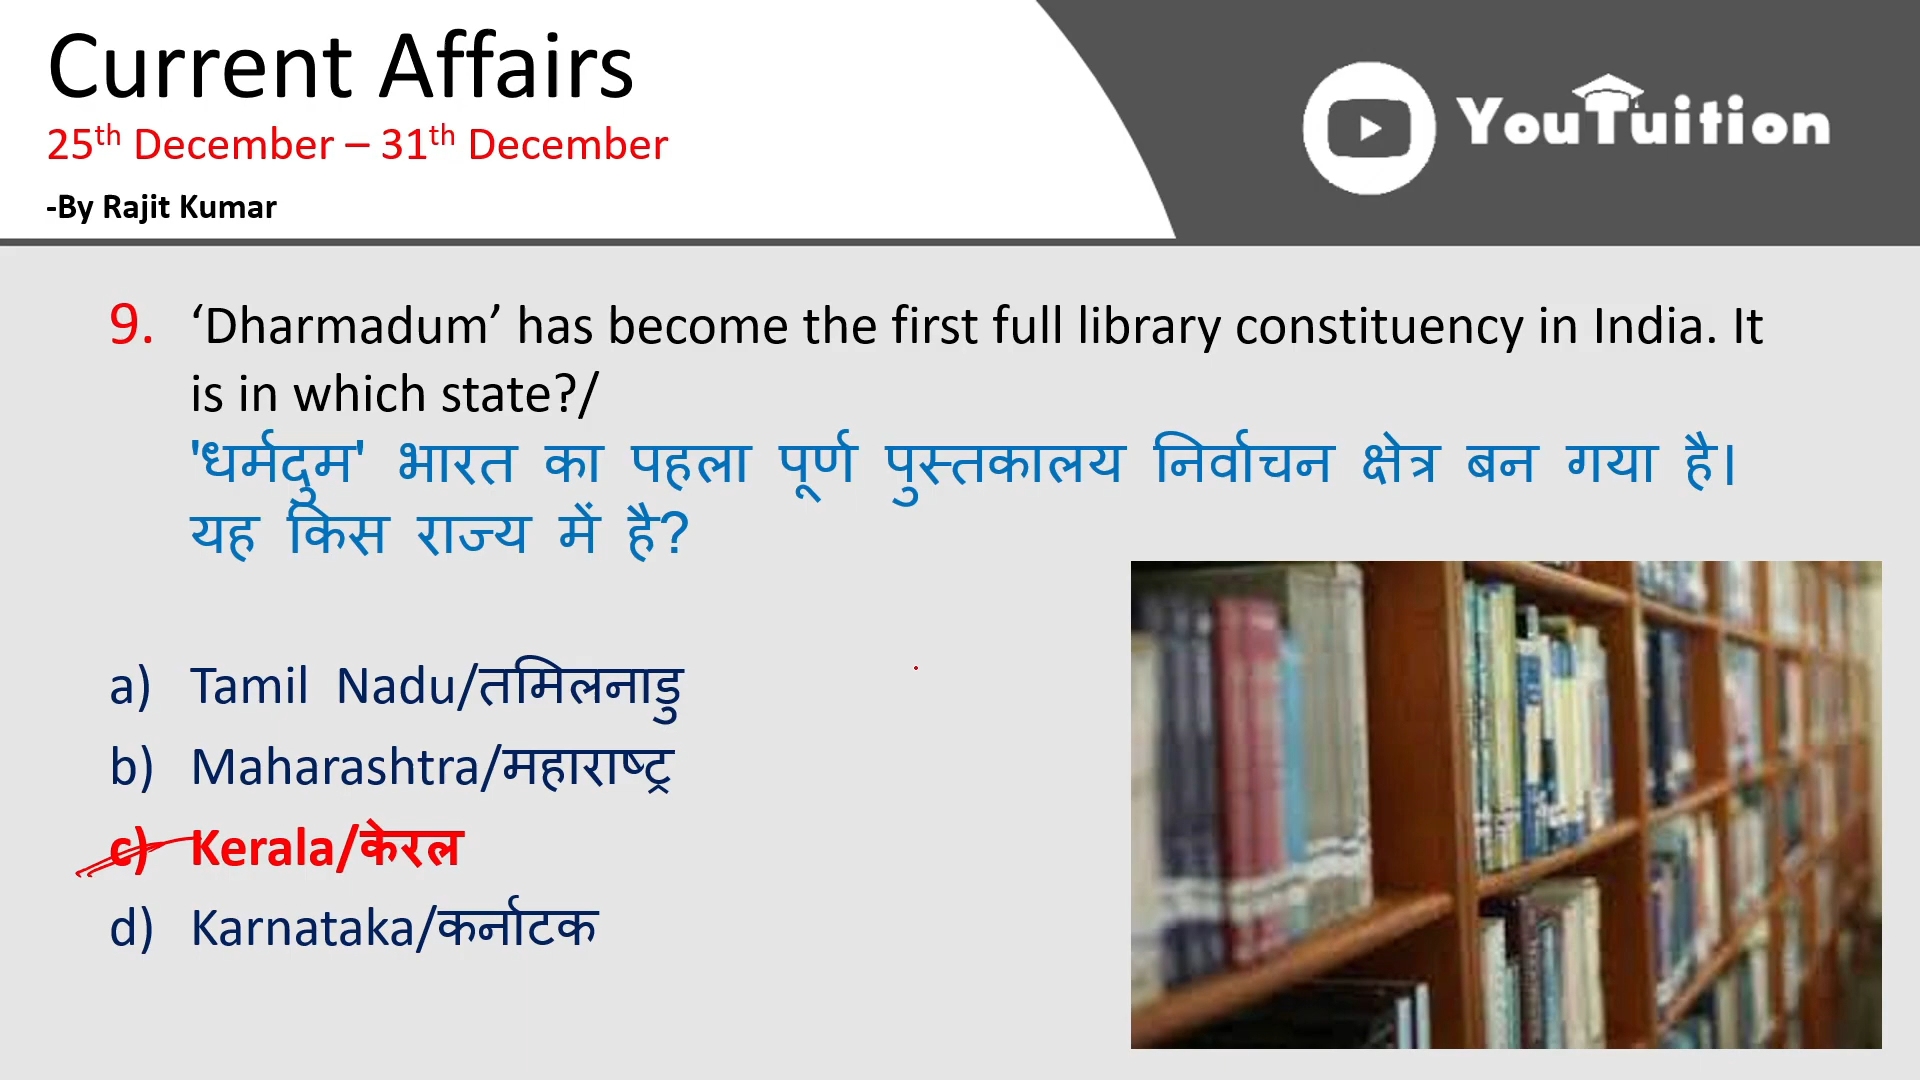 Current Affairs
25th December – 31th December
-By Rajit Kumar
YouTuition
9. ‘Dharmadum’ has become the first full library constituency in India. It
is in which state?/
'धर्मदुम' भारत का पहला पूर्ण पुस्तकालय निर्वाचन क्षेत्र बन गया है।
यह किस राज्य में है?
a) Tamil Nadu/तमिलनाडु
b) Maharashtra/महाराष्ट्र
c) Kerala/केरल
d) Karnataka/कर्नाटक